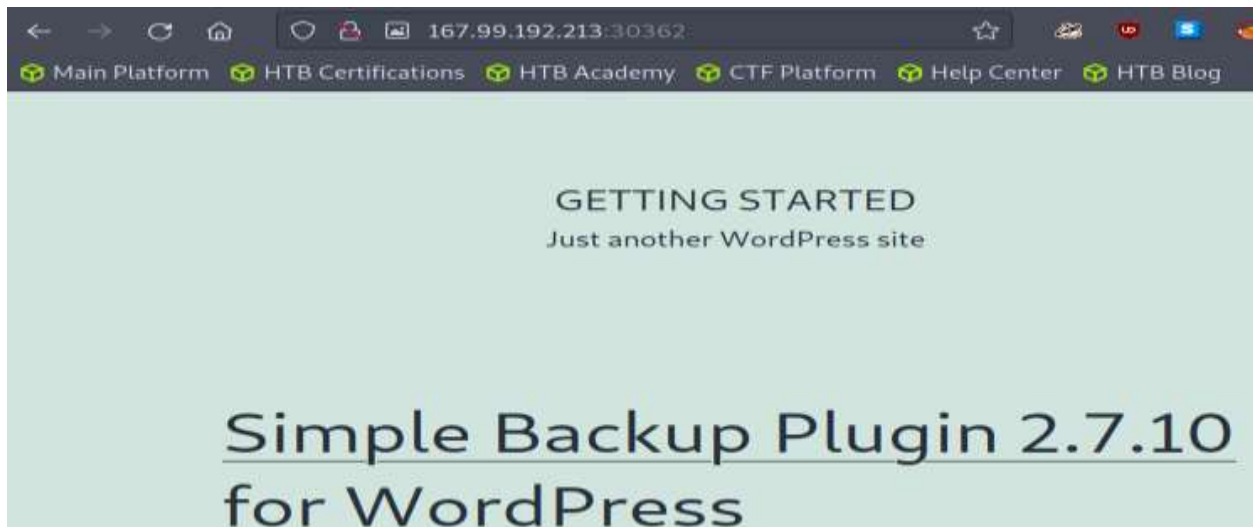 167.99.192.213:30362
Main Platform HTB Certifications HTB Academy CTF Platform Help Center HTB Blog
GETTING STARTED
Just another WordPress site
Simple Backup Plugin 2.7.10
for WordPress